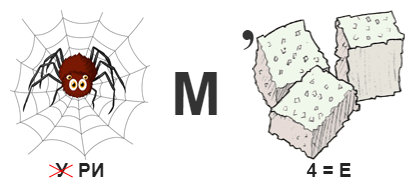 ,
М
У РИ
4 = Е